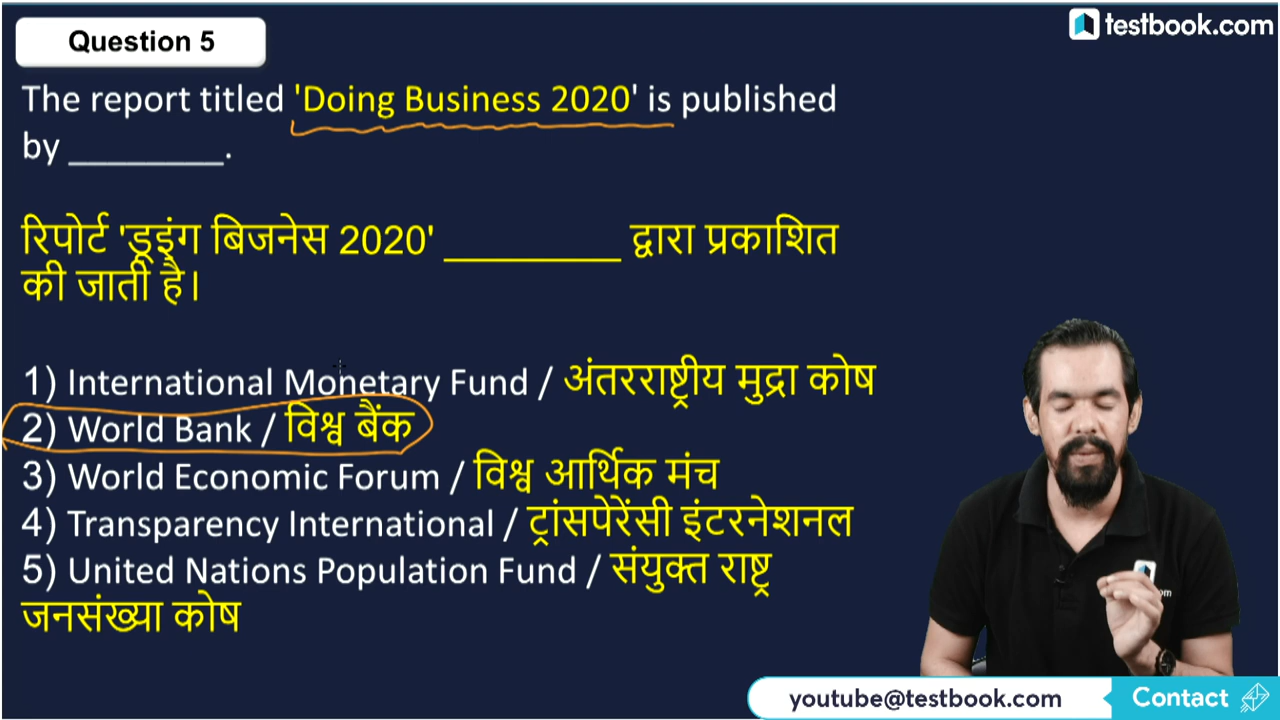 Question 5
testbook.com
The report titled 'Doing Business 2020' is published
by ________.
रिपोर्ट 'डूइंग बिजनेस 2020' ________ द्वारा प्रकाशित
की जाती है।
1) International Monetary Fund / अंतरराष्ट्रीय मुद्रा कोष
2) World Bank / विश्व बैंक
3) World Economic Forum / विश्व आर्थिक मंच
4) Transparency International / ट्रांसपेरेंसी इंटरनेशनल
5) United Nations Population Fund / संयुक्त राष्ट्र
जनसंख्या कोष
youtube@testbook.com
Contact